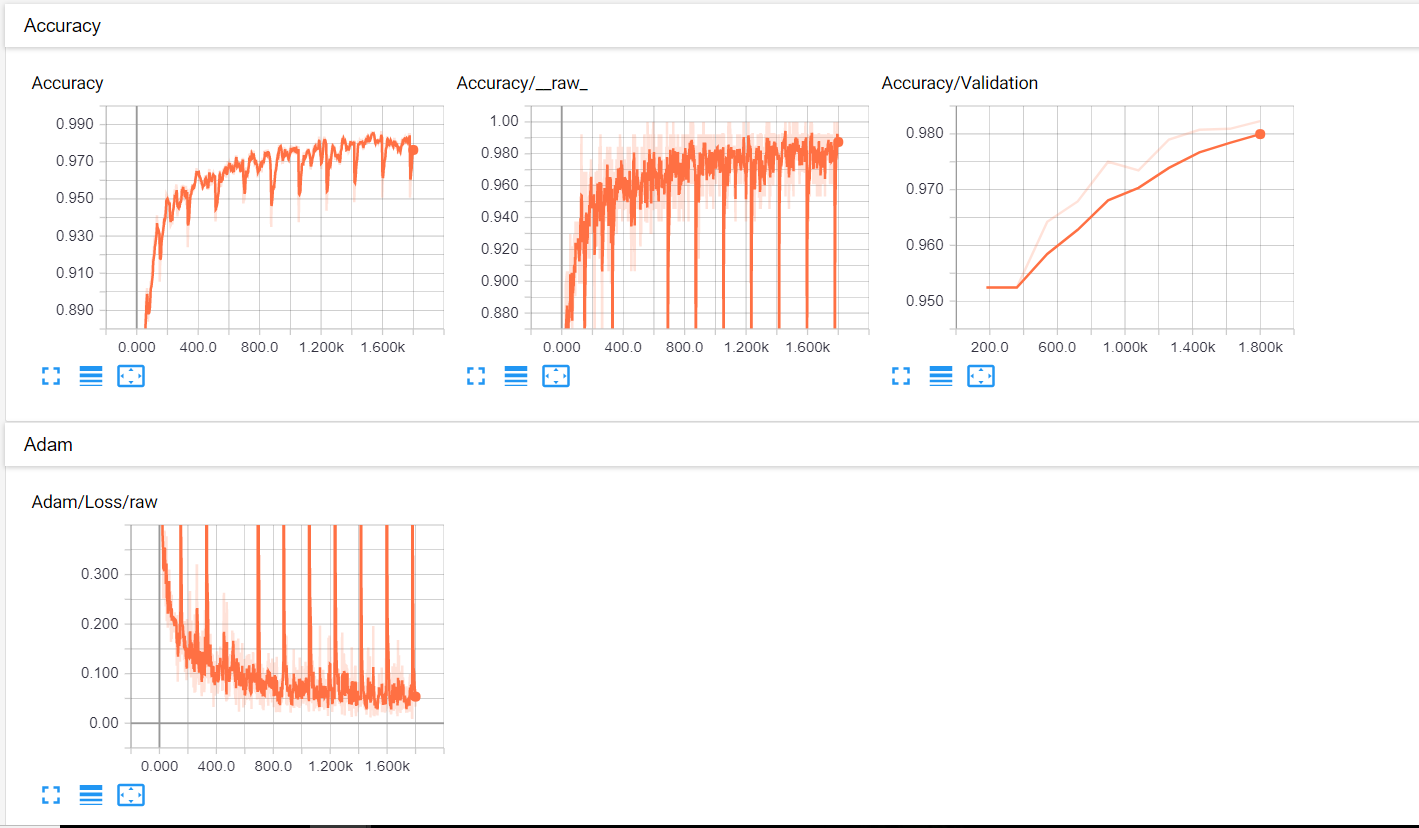 Accuracy
Accuracy Accuracy/__raw_ Accuracy/Validation
0.990
0.970
0.950
0.930
0.910
0.890
0.000 400.0 800.0 1.200k 1.600k
1.00
0.980
0.960
0.940
0.920
0.900
0.880
0.000 400.0 800.0 1.200k 1.600k
0.980
0.970
0.960
0.950
200.0 600.0 1.000k 1.400k 1.800k
Adam
Adam/Loss/raw
0.300
0.200
0.100
0.00
0.000 400.0 800.0 1.200k 1.600k